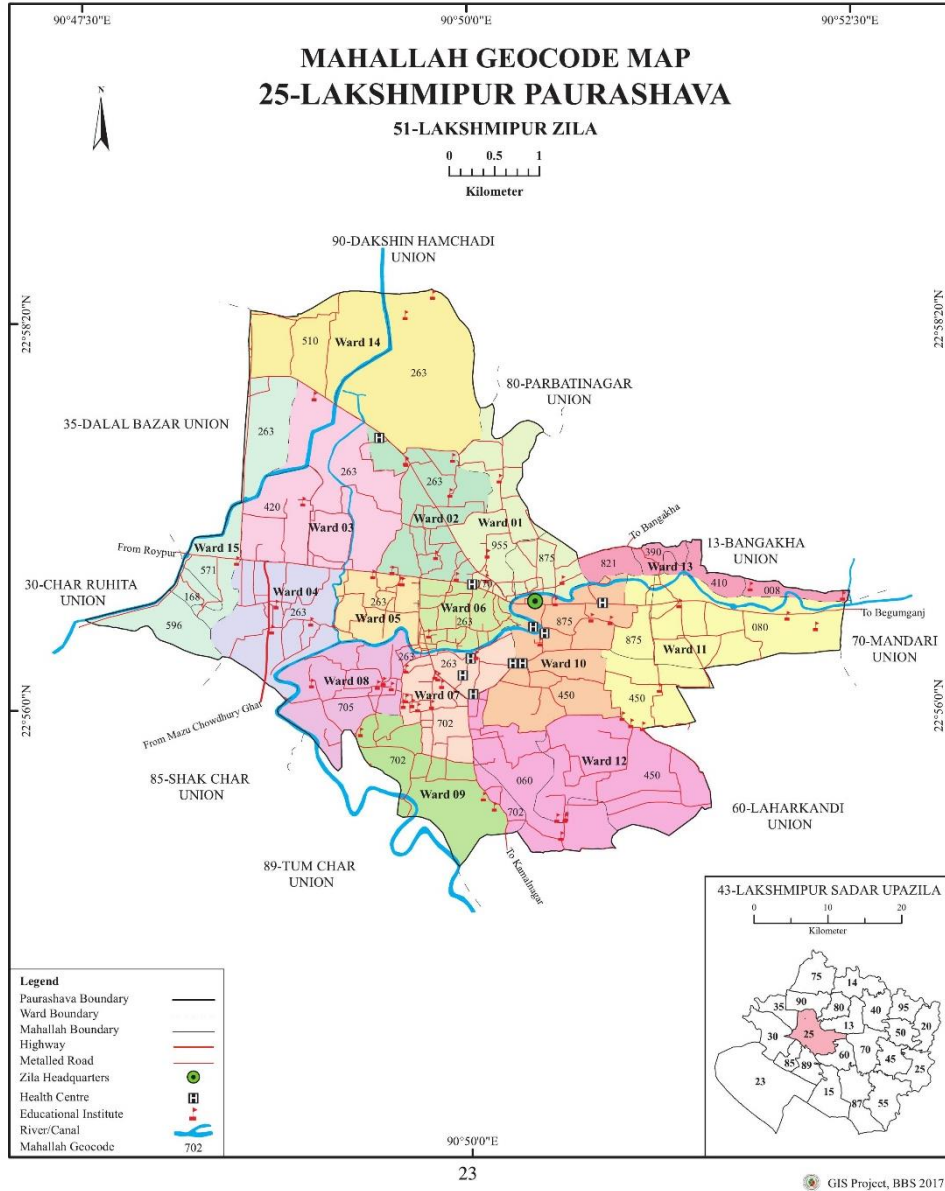 90°47'30"E
90°50'0"E
90°52'30"E
MAHALLAH GEOCODE MAP
25-LAKSHMIPUR PAURASHAVA
51-LAKSHMIPUR ZILA
N
0 0.5 1
Kilometer
90-DAKSHIN HAMCHADI
UNION
22°58'20"N
22°58'20"N
510
Ward 14
263
80-PARBATINAGAR
UNION
35-DALAL BAZAR UNION
263
263
263
420
Ward 03
Ward 02
Ward 01
To Bangakha
955
875
13-BANGAKHA
UNION
821
390
Ward 13
410
008
From Roypur
Ward 15
571
168
30-CHAR RUHITA
UNION
596
Ward 04
263
263
Ward 05
Ward 06
263
875
875
080
To Begumganj
70-MANDARI
UNION
Ward 11
Ward 10
263
263
Ward 08
Ward 07
705
450
450
From Mazu Chowdhury Ghat
22°56'0"N
22°56'0"N
702
702
85-SHAK CHAR
UNION
Ward 12
060
450
Ward 09
702
60-LAHARKANDI
UNION
89-TUM CHAR
UNION
To Kamalnagar
43-LAKSHMIPUR SADAR UPAZILA
0 10 20
Kilometer
75
14
35
90
80
40
95
20
30
25
13
50
70
60
45
25
85
89
23
15
87
55
Legend
Paurashava Boundary
Ward Boundary
Mahallah Boundary
Highway
Metalled Road
Zila Headquarters
Health Centre
H
Educational Institute
River/Canal
Mahallah Geocode 702
90°50'0"E
23
GIS Project, BBS 2017